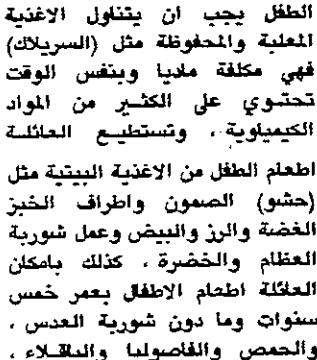 الطفل يجب ان يتناول الاغذية
المعلبة والمحفوظة مثل (السريلاك)
فهي مكلفة ماديا وبنفس الوقت
تحتوي على الكثير من المواد
الكيمياوية ، وتستطيع العائلة
اطعام الطفل من الاغذية البيتية مثل
(حشو) الصمون واطراف الخبز
الغضة والرز والبيض وعمل شوربة
العظام والخضرة ، كذلك بامكان
العائلة اطعام الاطفال بعمر خمس
سنوات وما دون شوربة العدس ،
والحمص والفاصوليا والباقلاء ،